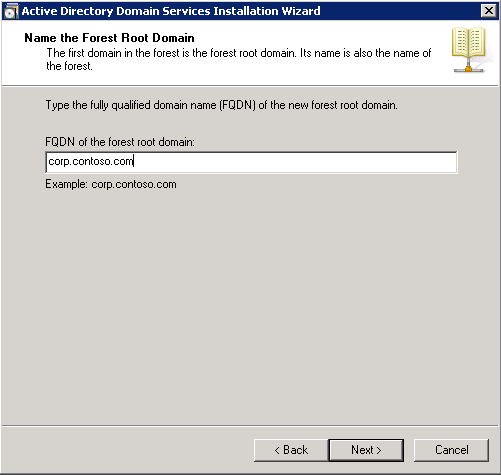 Active Directory Domain Services Installation Wizard
Name the Forest Root Domain
The first domain in the forest is the forest root domain. Its name is also the name of
the forest.
Type the fully qualified domain name (FQDN) of the new forest root domain.
FQDN of the forest root domain:
corp.contoso.com
Example: corp.contoso.com
< Back
Next >
Cancel